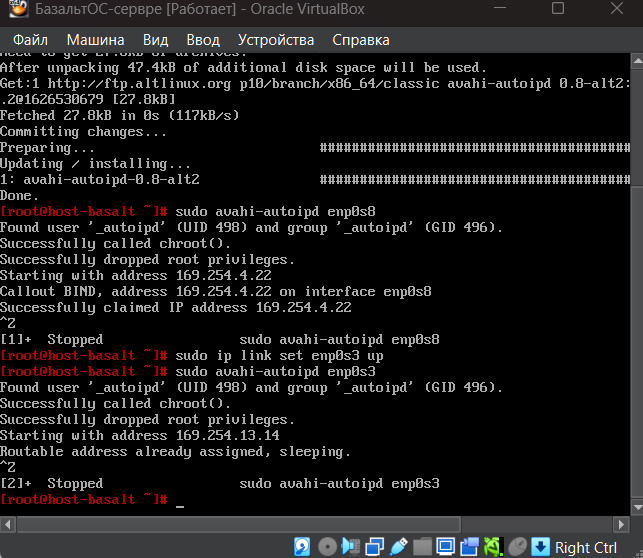 БазальтОС-сервре [Работает] - Oracle VirtualBox
Файл Машина Вид Ввод Устройства Справка
After unpacking 47.4kB of additional disk space will be used.
Get:1 http://ftp.altlinux.org p10/branch/x86_64/classic avahi-autoipd 0.8-alt2:
.2@1626530679 [27.8kB]
Fetched 27.8kB in 0s (117kB/s)
Committing changes...
Preparing... #######################################
Updating / installing...
1: avahi-autoipd-0.8-alt2 #######################################
Done.
[root@host-basalt ~]# sudo avahi-autoipd enp0s8
Found user '_autoipd' (UID 498) and group '_autoipd' (GID 496).
Successfully called chroot().
Successfully dropped root privileges.
Starting with address 169.254.4.22
Callout BIND, address 169.254.4.22 on interface enp0s8
Successfully claimed IP address 169.254.4.22
^Z
[1]+ Stopped sudo avahi-autoipd enp0s8
[root@host-basalt ~]# sudo ip link set enp0s3 up
[root@host-basalt ~]# sudo avahi-autoipd enp0s3
Found user '_autoipd' (UID 498) and group '_autoipd' (GID 496).
Successfully called chroot().
Successfully dropped root privileges.
Starting with address 169.254.13.14
Routable address already assigned, sleeping.
^Z
[2]+ Stopped sudo avahi-autoipd enp0s3
[root@host-basalt ~]# _
Right Ctrl